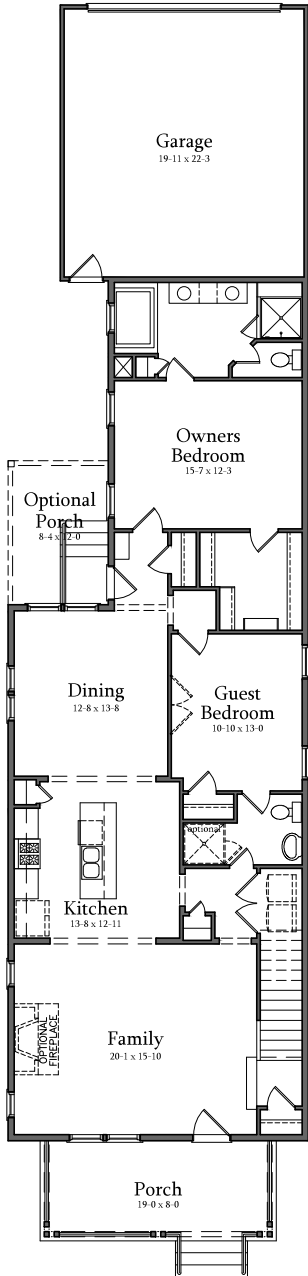 Garage
19-11 x 22-3
Owners
Bedroom
15-7 x 12-3
Optional
Porch
8-4 x 12-0
Dining
12-8 x 13-8
Guest
Bedroom
10-10 x 13-0
optional
Kitchen
13-8 x 12-11
Family
20-1 x 15-10
OPTIONAL
FIREPLACE
Porch
19-0 x 8-0